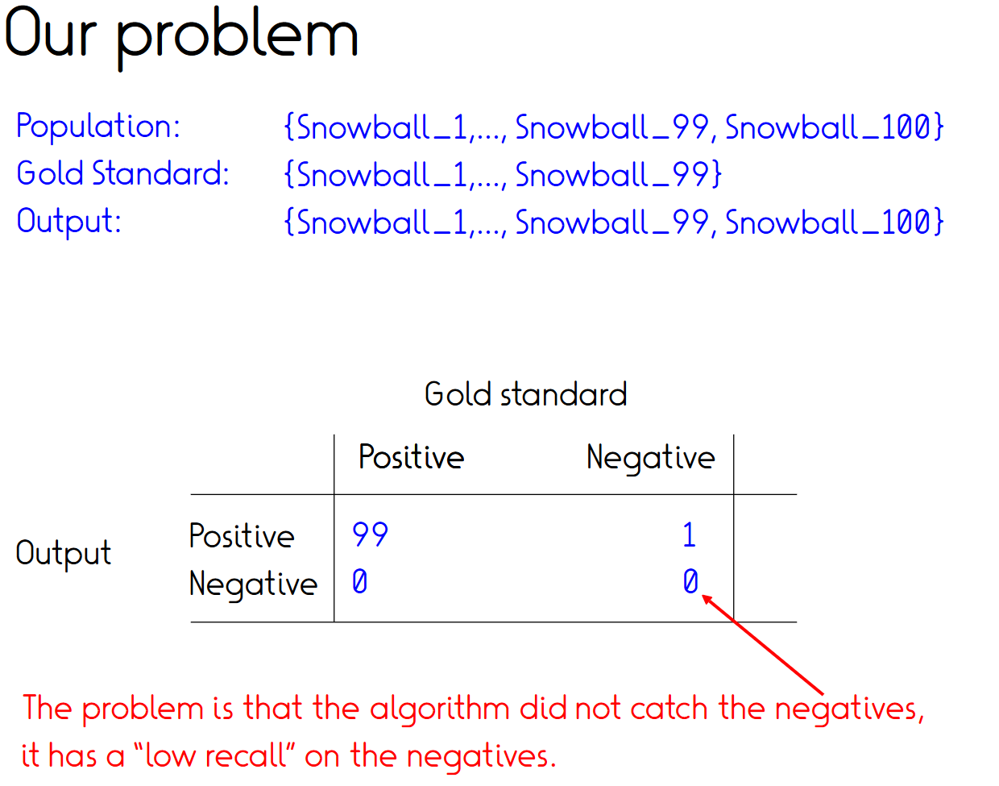 Our problem
Population: {Snowball_1,..., Snowball_99, Snowball_100}
Gold Standard: {Snowball_1,..., Snowball_99}
Output: {Snowball_1,..., Snowball_99, Snowball_100}
Gold standard
Positive Negative
Output
Positive 99 1
Negative 0 0
The problem is that the algorithm did not catch the negatives,
it has a “low recall” on the negatives.